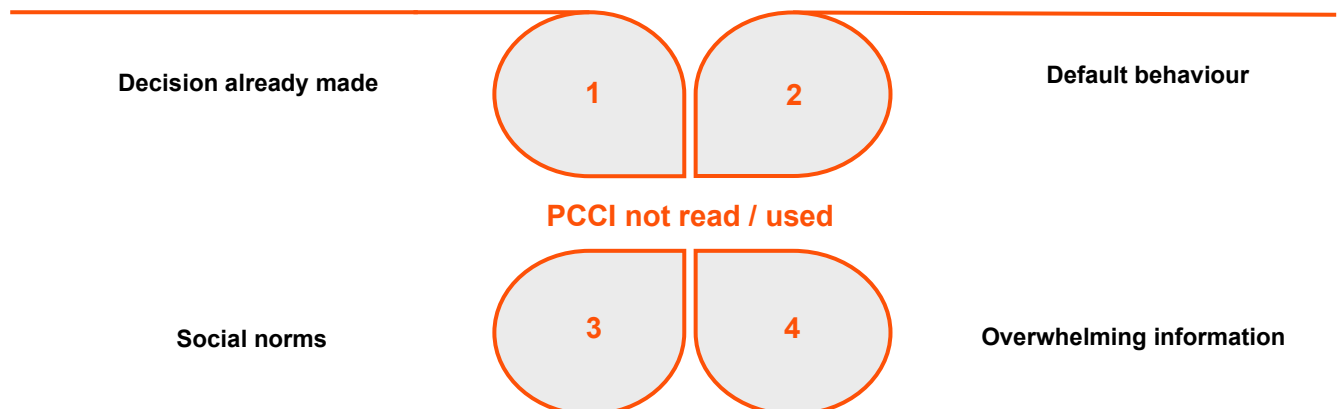 Decision already made
1
2
Default behaviour
PCCI not read / used
Social norms
3
4
Overwhelming information